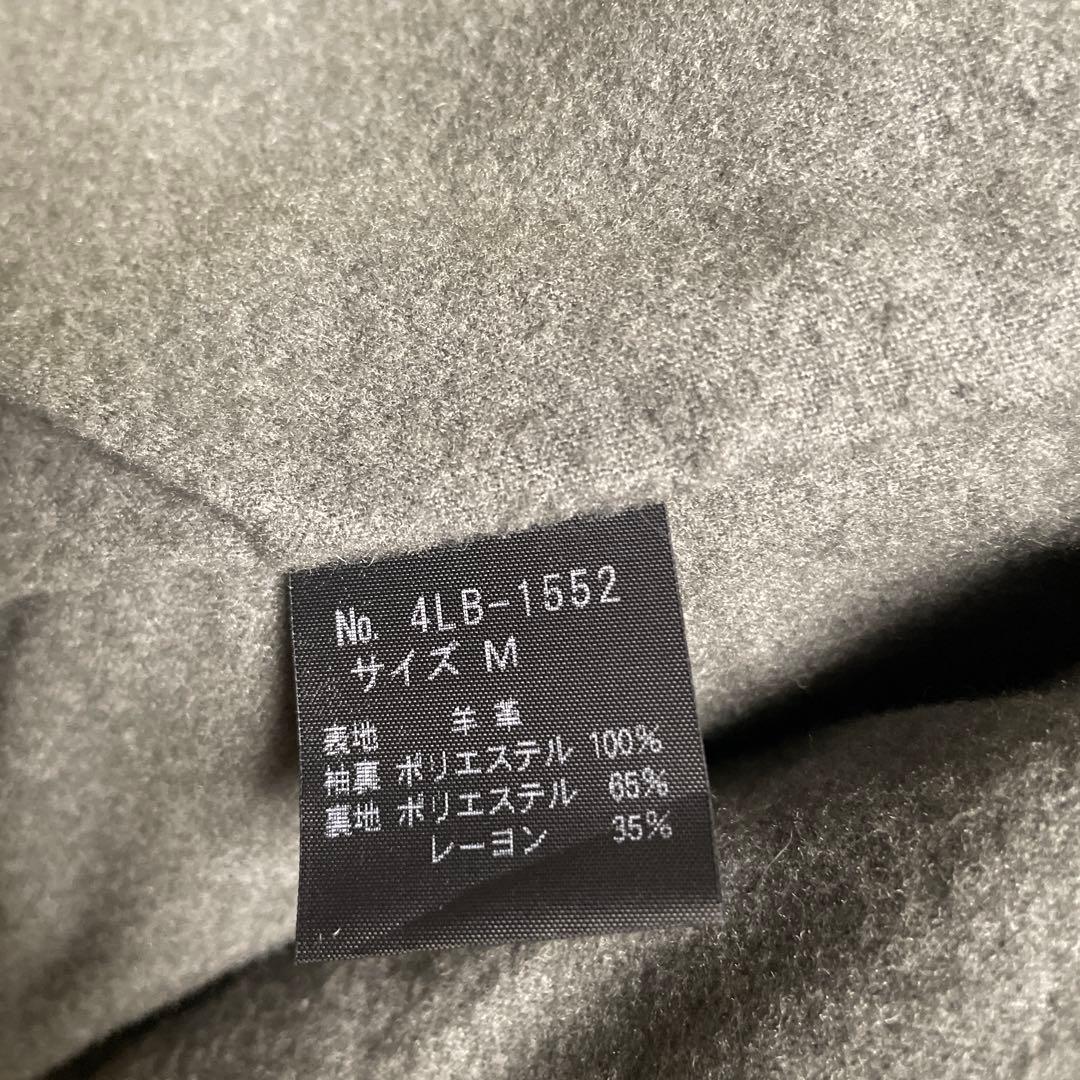 No. 4LB-1552
サイズ M
表地 羊革
袖裏 ポリエステル 100%
裏地 ポリエステル 65%
レーヨン 35%